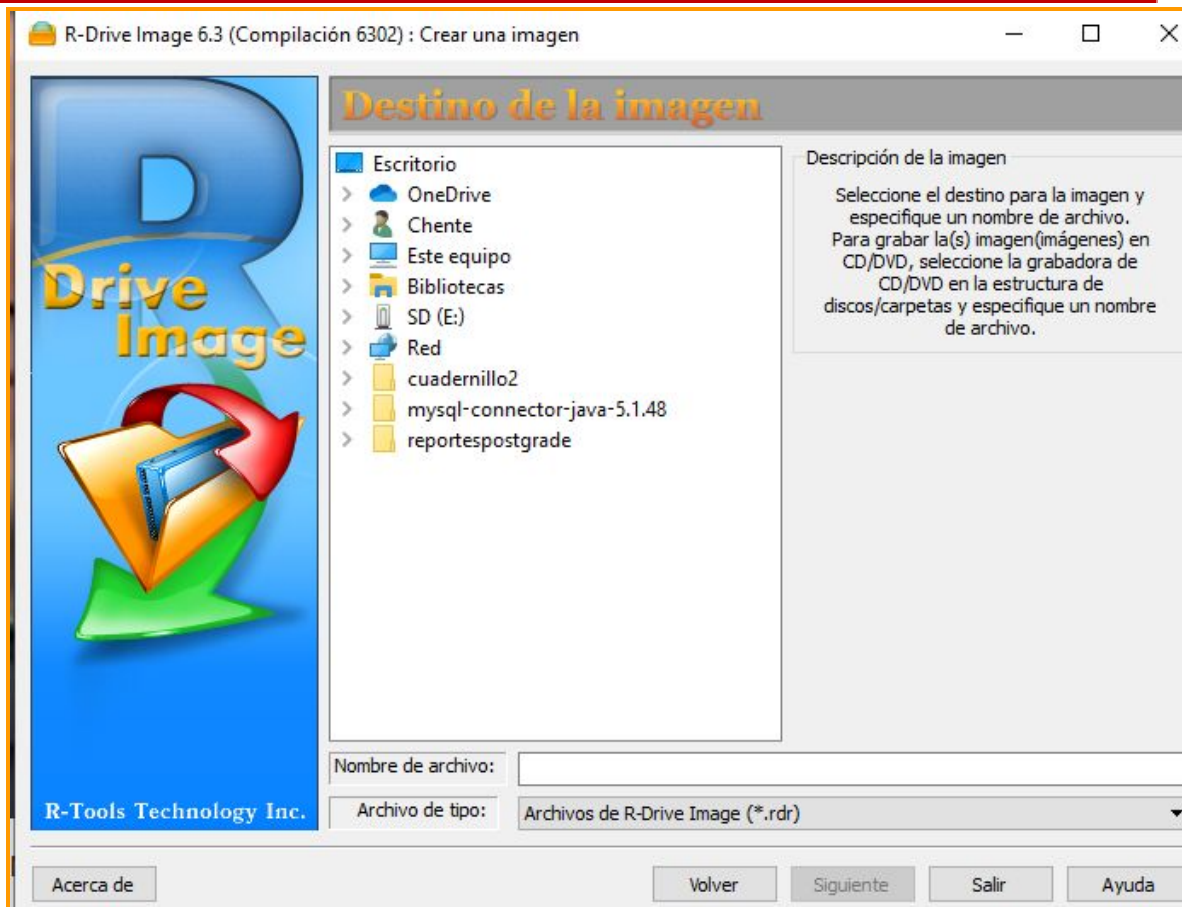 R-Drive Image 6.3 (Compilación 6302) : Crear una imagen
R
Drive
Image
R-Tools Technology Inc.
Destino de la imagen
Escritorio
OneDrive
Chente
Este equipo
Bibliotecas
SD (E:)
Red
cuadernillo2
mysql-connector-java-5.1.48
reportespostgrade
Descripción de la imagen
Seleccione el destino para la imagen y
especifique un nombre de archivo.
Para grabar la(s) imagen(imágenes) en
CD/DVD, seleccione la grabadora de
CD/DVD en la estructura de
discos/carpetas y especifique un nombre
de archivo.
Nombre de archivo:
Archivo de tipo: Archivos de R-Drive Image (*.rdr)
Acerca de Volver Siguiente Salir Ayuda